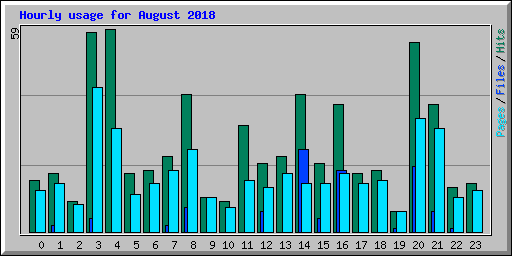 Hourly usage for August 2018
59
Pages/Files/Hits
0 1 2 3 4 5 6 7 8 9 10 11 12 13 14 15 16 17 18 19 20 21 22 23